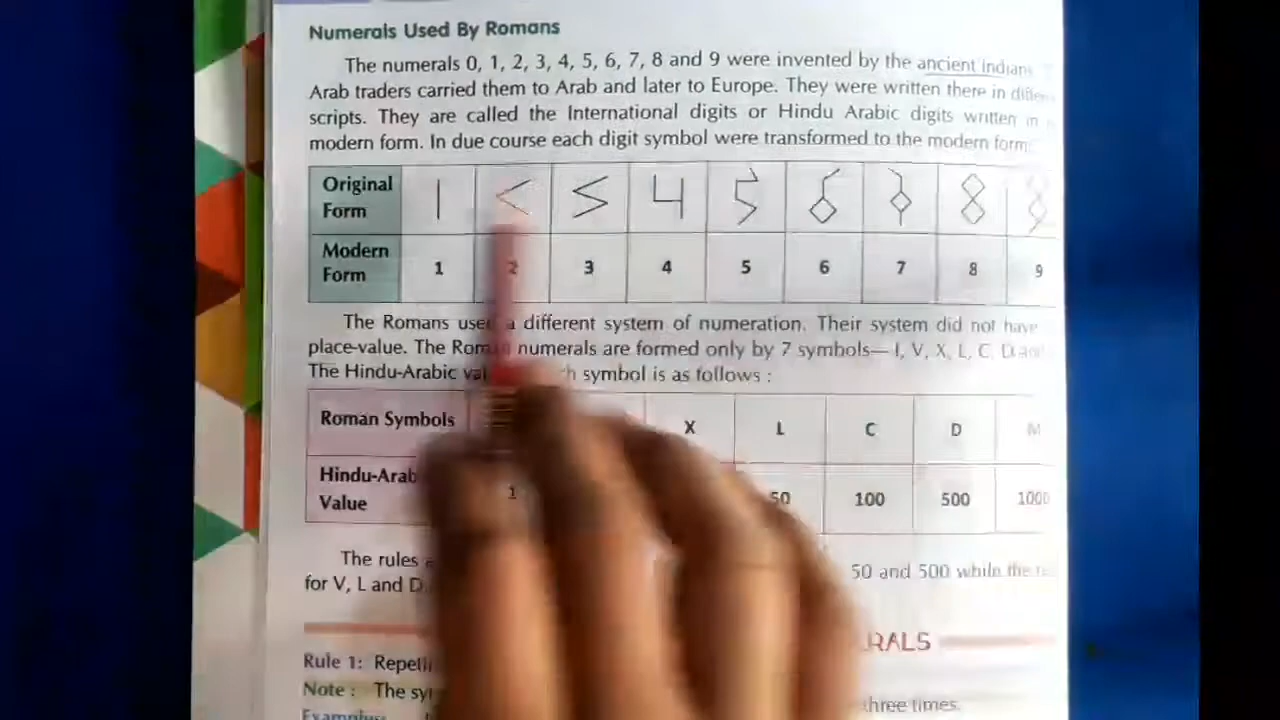 Numerals Used By Romans
The numerals 0, 1, 2, 3, 4, 5, 6, 7, 8 and 9 were invented by the ancient Indians
Arab traders carried them to Arab and later to Europe. They were written there in
scripts. They are called the International digits or Hindu Arabic digits written in
modern form. In due course each digit symbol were transformed to the modern form
Original Form
Modern Form 1 2 3 4 5 6 7 8 9
The Romans used a different system of numeration. Their system did not have
place-value. The Roman numerals are formed only by 7 symbols— I, V, X, L, C, D and
The Hindu-Arabic symbol is as follows :
Roman Symbols X L C D M
Hindu-Arab
Value 1 50 100 500 1000
The rules 50 and 500 while the
for V, L and D
RALS
Rule 1: Repeti
Note : The sy three times.
Examples